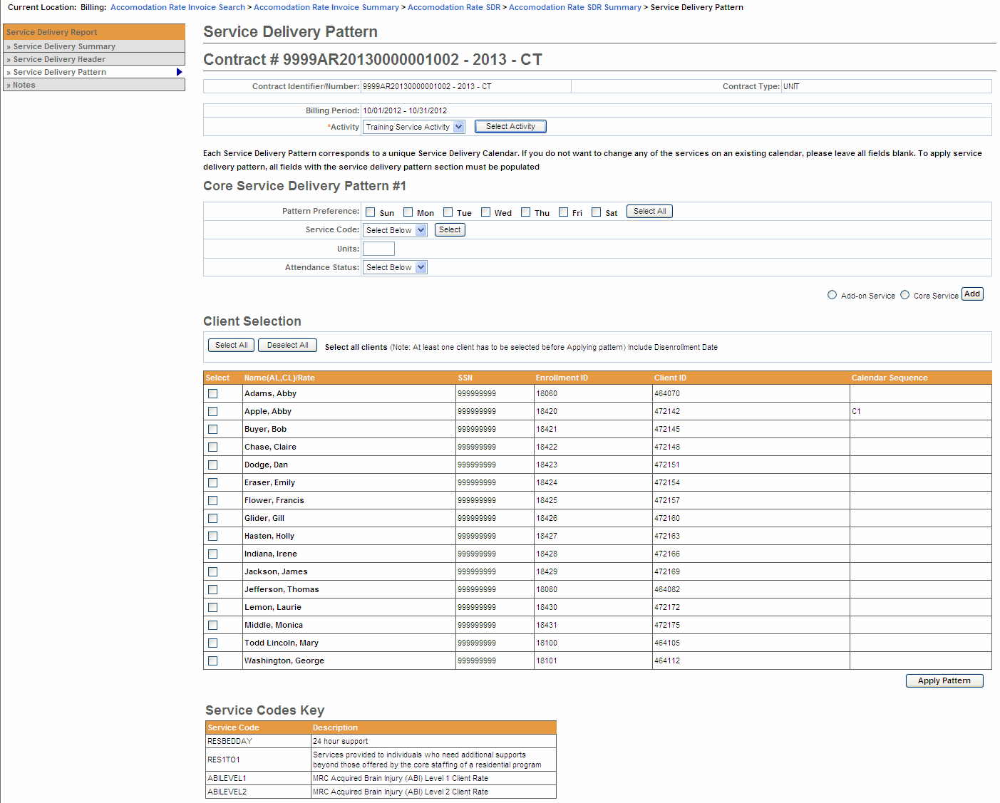 Current Location: Billing: Accomodation Rate Invoice Search > Accomodation Rate Invoice Summary > Accomodation Rate SDR > Accomodation Rate SDR Summary > Service Delivery Pattern
Service Delivery Report
» Service Delivery Summary
» Service Delivery Header
» Service Delivery Pattern
» Notes
Service Delivery Pattern
Contract # 9999AR20130000001002 - 2013 - CT
Contract Identifier/Number: 9999AR20130000001002 - 2013 - CT Contract Type: UNIT
Billing Period: 10/01/2012 - 10/31/2012
*Activity Training Service Activity Select Activity
Each Service Delivery Pattern corresponds to a unique Service Delivery Calendar. If you do not want to change any of the services on an existing calendar, please leave all fields blank. To apply service
delivery pattern, all fields with the service delivery pattern section must be populated
Core Service Delivery Pattern #1
Pattern Preference: Sun Mon Tue Wed Thu Fri Sat Select All
Service Code: Select Below Select
Units:
Attendance Status: Select Below
Add-on Service Core Service Add
Client Selection
Select All Deselect All Select all clients (Note: At least one client has to be selected before Applying pattern) Include Disenrollment Date
Select Name(AL,CL)/Rate SSN Enrollment ID Client ID Calendar Sequence
Adams, Abby 999999999 18060 464070
Apple, Abby 999999999 18420 472142 C1
Buyer, Bob 999999999 18421 472145
Chase, Claire 999999999 18422 472148
Dodge, Dan 999999999 18423 472151
Eraser, Emily 999999999 18424 472154
Flower, Francis 999999999 18425 472157
Glider, Gill 999999999 18426 472160
Hasten, Holly 999999999 18427 472163
Indiana, Irene 999999999 18428 472166
Jackson, James 999999999 18429 472169
Jefferson, Thomas 999999999 18080 464082
Lemon, Laurie 999999999 18430 472172
Middle, Monica 999999999 18431 472175
Todd Lincoln, Mary 999999999 18100 464105
Washington, George 999999999 18101 464112
Apply Pattern
Service Codes Key
Service Code Description
RESBEDDAY 24 hour support
RES1TO1 Services provided to individuals who need additional supports
beyond those offered by the core staffing of a residential program
ABILEVEL1 MRC Acquired Brain Injury (ABI) Level 1 Client Rate
ABILEVEL2 MRC Acquired Brain Injury (ABI) Level 2 Client Rate